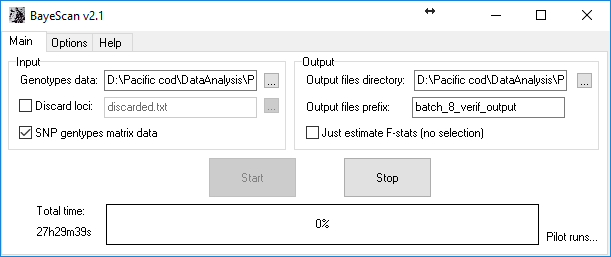 BayeScan v2.1
Main Options Help
Input
Genotypes data: D:\Pacific cod\DataAnalysis\P ...
Discard loci: discarded.txt ...
SNP gentypes matrix data
Output
Output files directory: D:\Pacific cod\DataAnalysis\P ...
Output files prefix: batch_8_verif_output
Just estimate F-stats (no selection)
Start Stop
Total time:
27h29m39s
0%
Pilot runs...